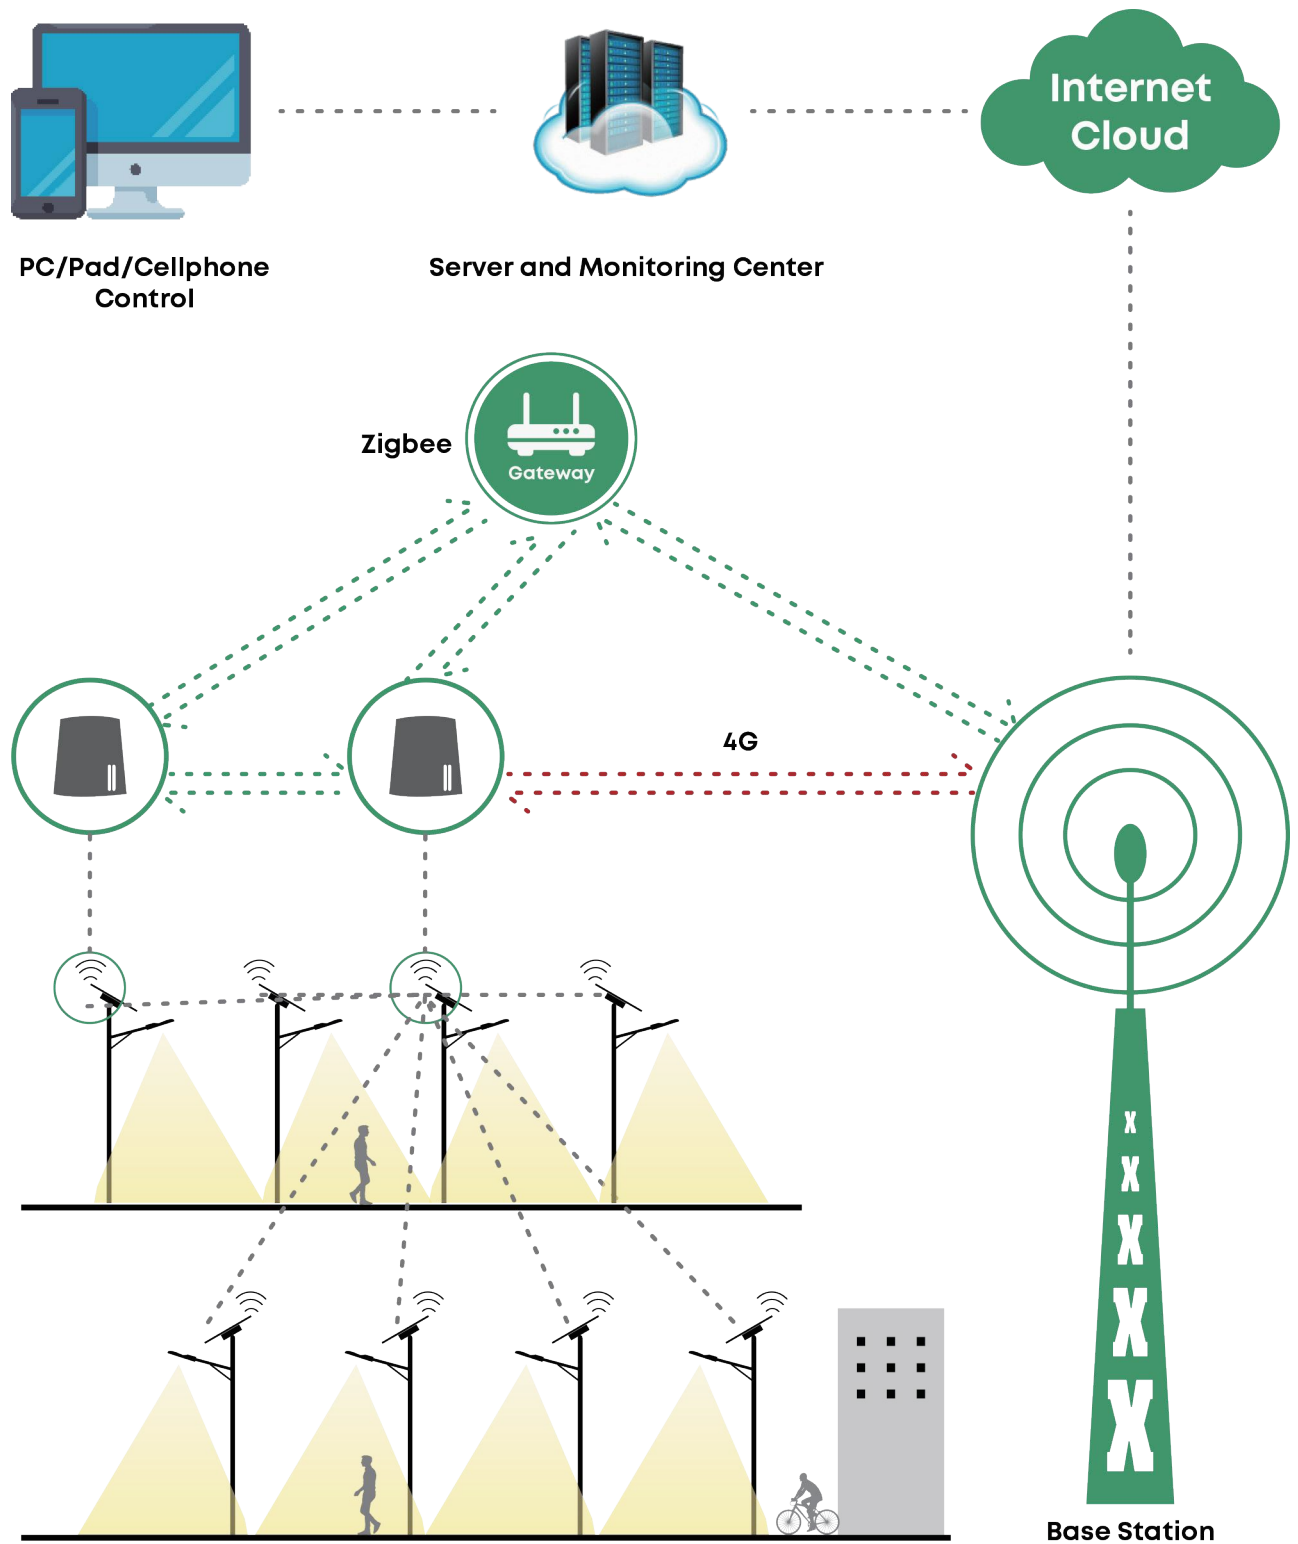 Internet
Cloud
PC/Pad/Cellphone
Control
Server and Monitoring Center
Zigbee
Gateway
4G
Base Station